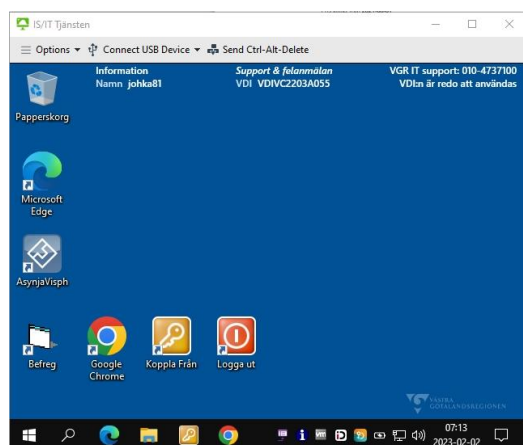 IS/IT Tjänsten
Options Connect USB Device Send Ctrl-Alt-Delete
Information Support & felanmälan VGR IT support: 010-4737100
Namn johka81 VDI VDIVC2203A055 VDI:n är redo att användas
Papperskorg
Microsoft
Edge
AsynjaVisph
Befreg Google
Chrome Koppla Från Logga ut
VÄSTRA
GÖTALANDSREGIONEN
07:13
2023-02-02